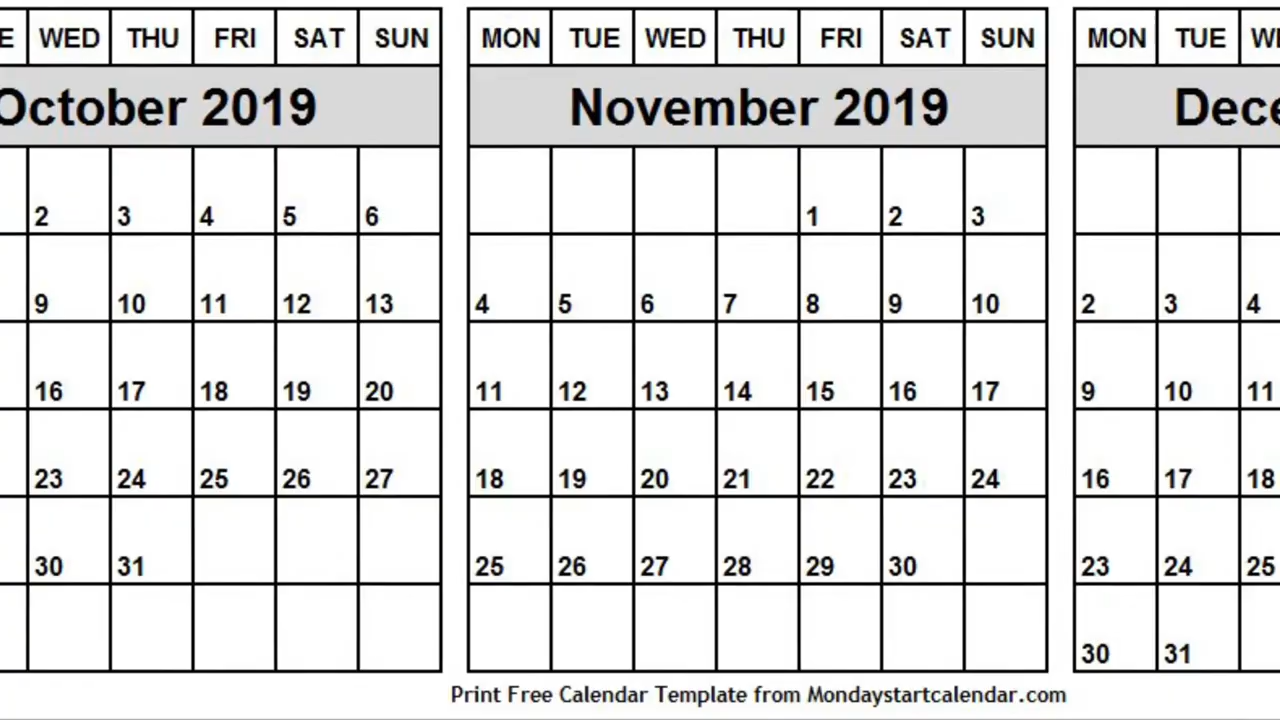 E WED THU FRI SAT SUN
October 2019
2 3 4 5 6
9 10 11 12 13
16 17 18 19 20
23 24 25 26 27
30 31
MON TUE WED THU FRI SAT SUN
November 2019
1 2 3
4 5 6 7 8 9 10
11 12 13 14 15 16 17
18 19 20 21 22 23 24
25 26 27 28 29 30
MON TUE WE
Dece
2 3 4
9 10 11
16 17 18
23 24 25
30 31
Print Free Calendar Template from Mondaystartcalendar.com